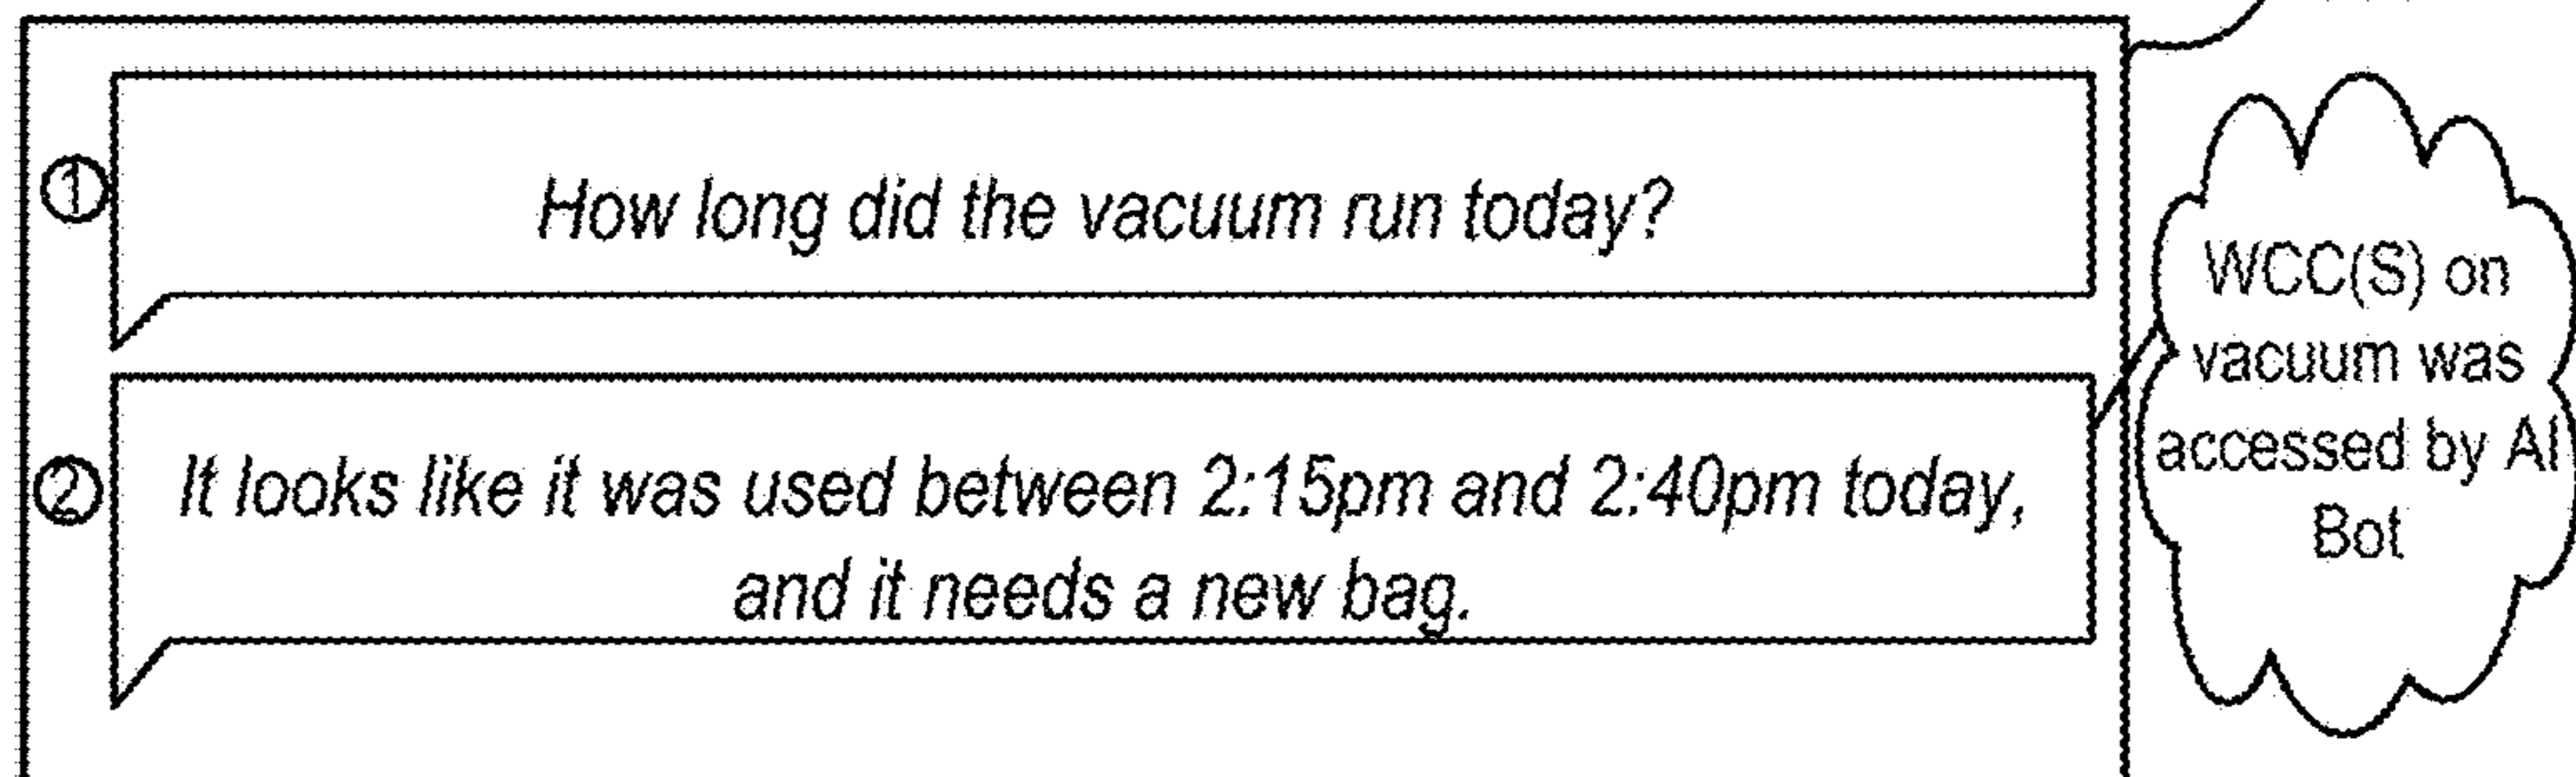 ① How long did the vacuum run today?
② It looks like it was used between 2:15pm and 2:40pm today,
and it needs a new bag.
WCC(S) on
vacuum was
accessed by AI
Bot